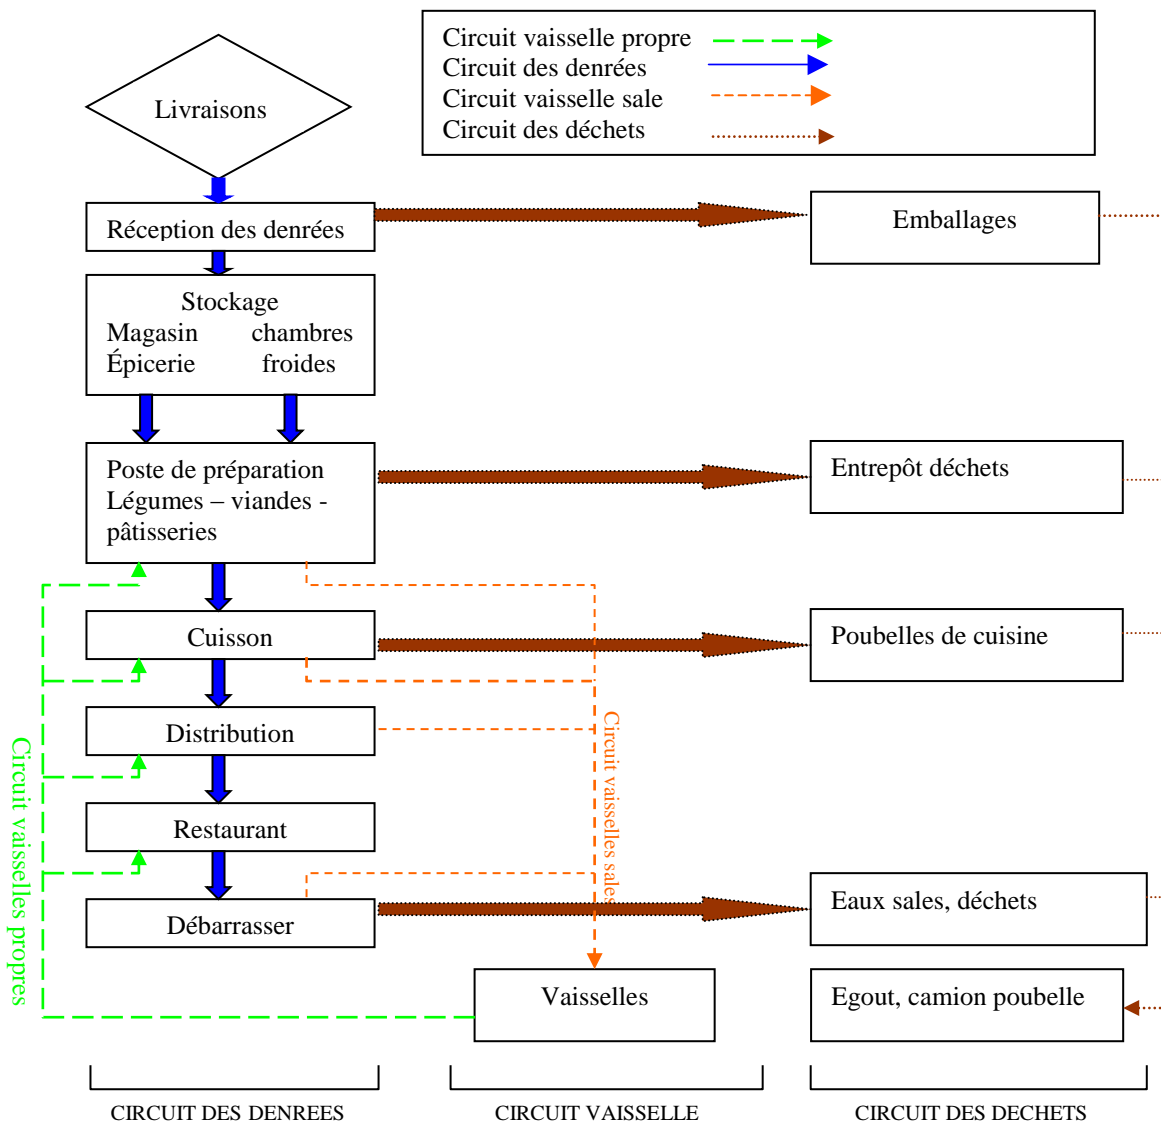 Circuit vaisselle propre
Circuit des denrées
Circuit vaisselle sale
Circuit des déchets
Livraisons
Réception des denrées
Emballages
Stockage
Magasin chambres
Épicerie froides
Poste de préparation
Légumes – viandes -
pâtisseries
Entrepôt déchets
Cuisson
Poubelles de cuisine
Distribution
Restaurant
Débarrasser
Eaux sales, déchets
Circuit vaisselles propres
Circuit vaisselles sales
Vaisselles
Egout, camion poubelle
CIRCUIT DES DENREES
CIRCUIT VAISSELLE
CIRCUIT DES DECHETS